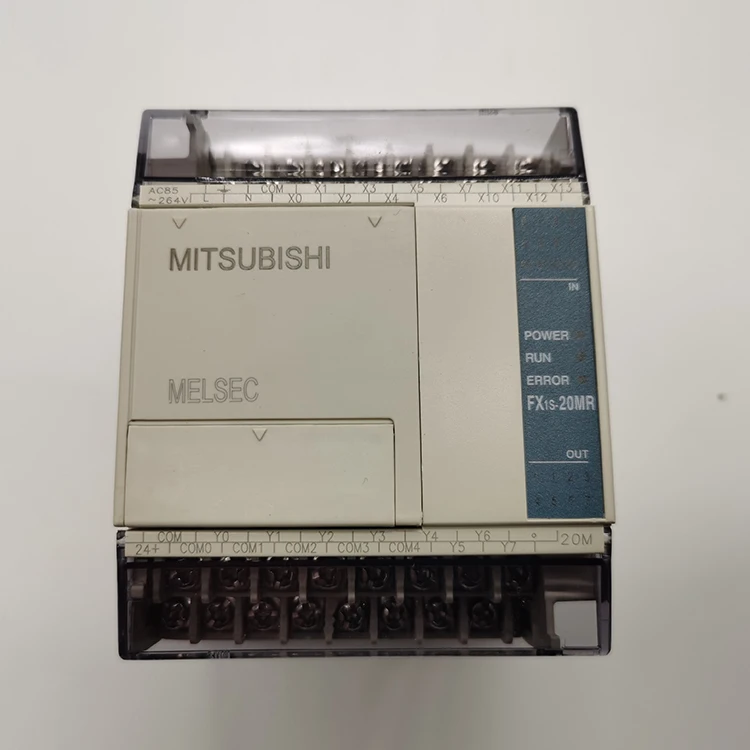 AC85 COM X1 X3 X5 X7 X11 X13
~264V L N X0 X2 X4 X6 X10 X12
MITSUBISHI
IN
POWER
RUN
MELSEC
ERROR
FX1S-20MR
OUT
COM Y0 Y1 Y2 Y3 Y4 Y6
24+ COM0 COM1 COM2 COM3 COM4 Y5 Y7 20M